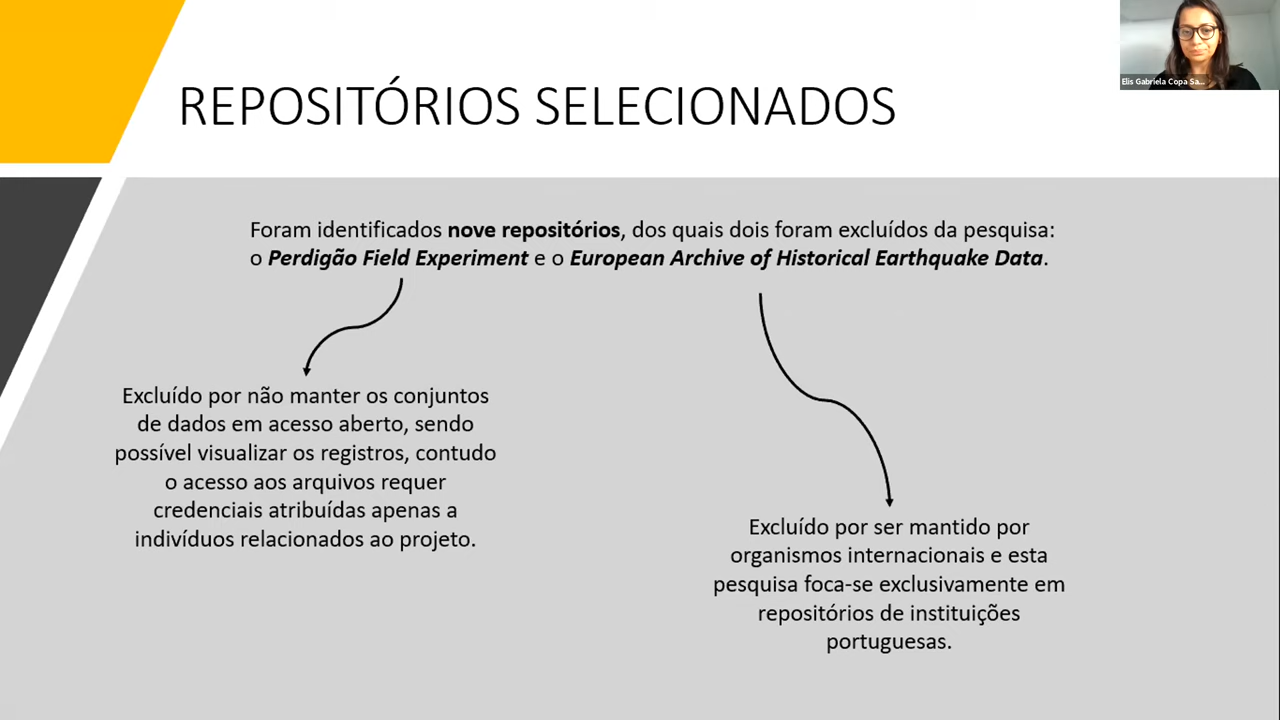 Elis Gabriela Copa Sa...
REPOSITÓRIOS SELECIONADOS
Foram identificados nove repositórios, dos quais dois foram excluídos da pesquisa:
o Perdigão Field Experiment e o European Archive of Historical Earthquake Data.
Excluído por não manter os conjuntos
de dados em acesso aberto, sendo
possível visualizar os registros, contudo
o acesso aos arquivos requer
credenciais atribuídas apenas a
indivíduos relacionados ao projeto.
Excluído por ser mantido por
organismos internacionais e esta
pesquisa foca-se exclusivamente em
repositórios de instituições
portuguesas.